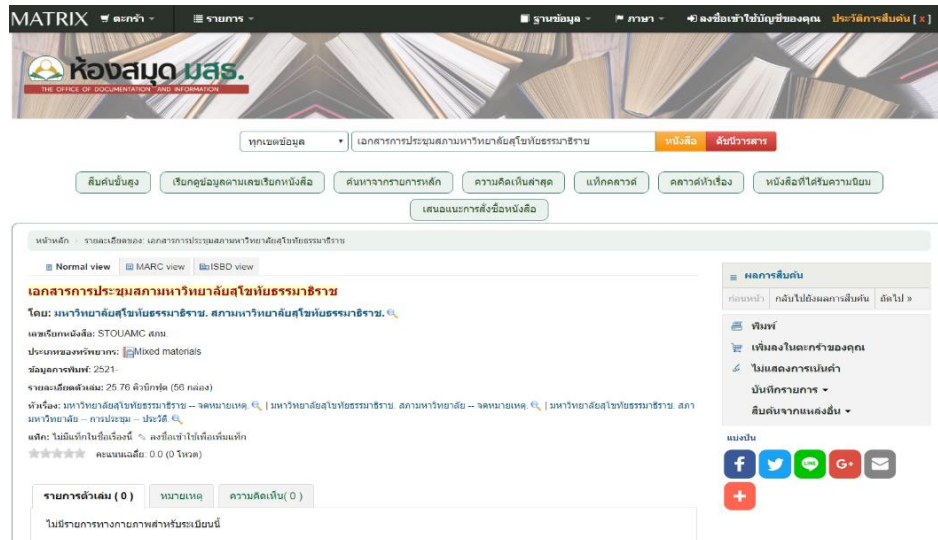 MATRIX ตะกร้า รายการ ฐานข้อมูล ภาษา ลงชื่อเข้าใช้บัญชีของคุณ ประวัติการสืบค้น [ x ]
ห้องสมุด มสธ.
THE OFFICE OF DOCUMENTATION AND INFORMATION
ทุกเขตข้อมูล เอกสารการประชุมสภามหาวิทยาลัยสุโขทัยธรรมาธิราช หนังสือ ดัชนีวารสาร
สืบค้นขั้นสูง เรียกดูข้อมูลตามเลขเรียกหนังสือ ค้นหาจากรายการหลัก ความคิดเห็นล่าสุด แท็กคลาวด์ คลาวด์หัวเรื่อง หนังสือที่ได้รับความนิยม
เสนอแนะการสั่งซื้อหนังสือ
หน้าหลัก › รายละเอียดของ: เอกสารการประชุมสภามหาวิทยาลัยสุโขทัยธรรมาธิราช
Normal view MARC view ISBD view
เอกสารการประชุมสภามหาวิทยาลัยสุโขทัยธรรมาธิราช
โดย: มหาวิทยาลัยสุโขทัยธรรมาธิราช. สภามหาวิทยาลัยสุโขทัยธรรมาธิราช.
เลขเรียกหนังสือ: STOUAMC สภม.
ประเภทของทรัพยากร: Mixed materials
ข้อมูลการพิมพ์: 2521-
รายละเอียดตัวเล่ม: 25.76 คิวบิกฟุต (56 กล่อง)
หัวเรื่อง: มหาวิทยาลัยสุโขทัยธรรมาธิราช -- จดหมายเหตุ. | มหาวิทยาลัยสุโขทัยธรรมาธิราช. สภามหาวิทยาลัย -- จดหมายเหตุ. | มหาวิทยาลัยสุโขทัยธรรมาธิราช. สภา
มหาวิทยาลัย -- การประชุม -- ประวัติ.
แท็ก: ไม่มีแท็กในชื่อเรื่องนี้ ลงชื่อเข้าใช้เพื่อเพิ่มแท็ก
คะแนนเฉลี่ย: 0.0 (0 โหวต)
รายการตัวเล่ม ( 0 ) หมายเหตุ ความคิดเห็น( 0 )
ไม่มีรายการทางกายภาพสำหรับระเบียนนี้
ผลการสืบค้น
ก่อนหน้า กลับไปยังผลการสืบค้น ถัดไป »
พิมพ์
เพิ่มลงในตะกร้าของคุณ
ไม่แสดงการเน้นคำ
บันทึกรายการ
สืบค้นจากแหล่งอื่น
แบ่งปัน
f LINE G+